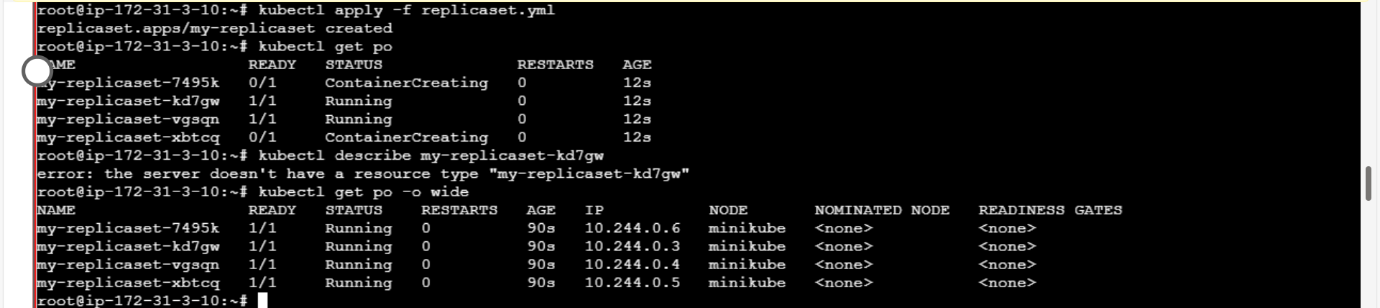 root@ip-172-31-3-10:~# kubectl apply -f replicaset.yml
replicaset.apps/my-replicaset created
root@ip-172-31-3-10:~# kubectl get po
AME READY STATUS RESTARTS AGE
my-replicaset-7495k 0/1 ContainerCreating 0 12s
my-replicaset-kd7gw 1/1 Running 0 12s
my-replicaset-vgsqn 1/1 Running 0 12s
my-replicaset-xbtcq 0/1 ContainerCreating 0 12s
root@ip-172-31-3-10:~# kubectl describe my-replicaset-kd7gw
error: the server doesn't have a resource type "my-replicaset-kd7gw"
root@ip-172-31-3-10:~# kubectl get po -o wide
NAME READY STATUS RESTARTS AGE IP NODE NOMINATED NODE READINESS GATES
my-replicaset-7495k 1/1 Running 0 90s 10.244.0.6 minikube <none> <none>
my-replicaset-kd7gw 1/1 Running 0 90s 10.244.0.3 minikube <none> <none>
my-replicaset-vgsqn 1/1 Running 0 90s 10.244.0.4 minikube <none> <none>
my-replicaset-xbtcq 1/1 Running 0 90s 10.244.0.5 minikube <none> <none>
root@ip-172-31-3-10:~#